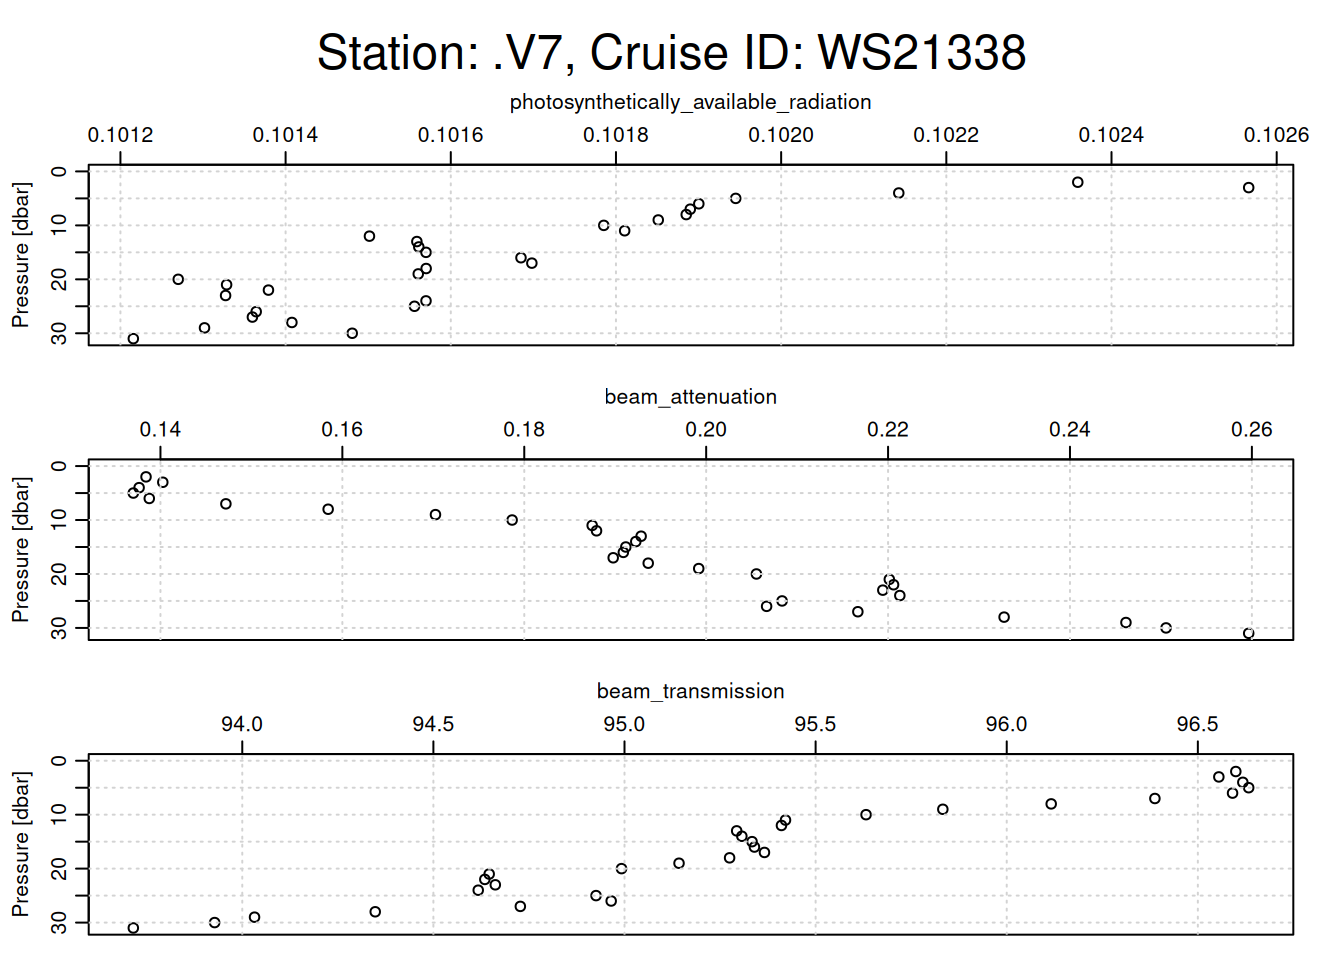 Station: .V7, Cruise ID: WS21338
photosynthetically_available_radiation
0.1012 0.1014 0.1016 0.1018 0.1020 0.1022 0.1024 0.1026
Pressure [dbar]
0
10
20
30
beam_attenuation
0.14 0.16 0.18 0.20 0.22 0.24 0.26
Pressure [dbar]
0
10
20
30
beam_transmission
94.0 94.5 95.0 95.5 96.0 96.5
Pressure [dbar]
0
10
20
30